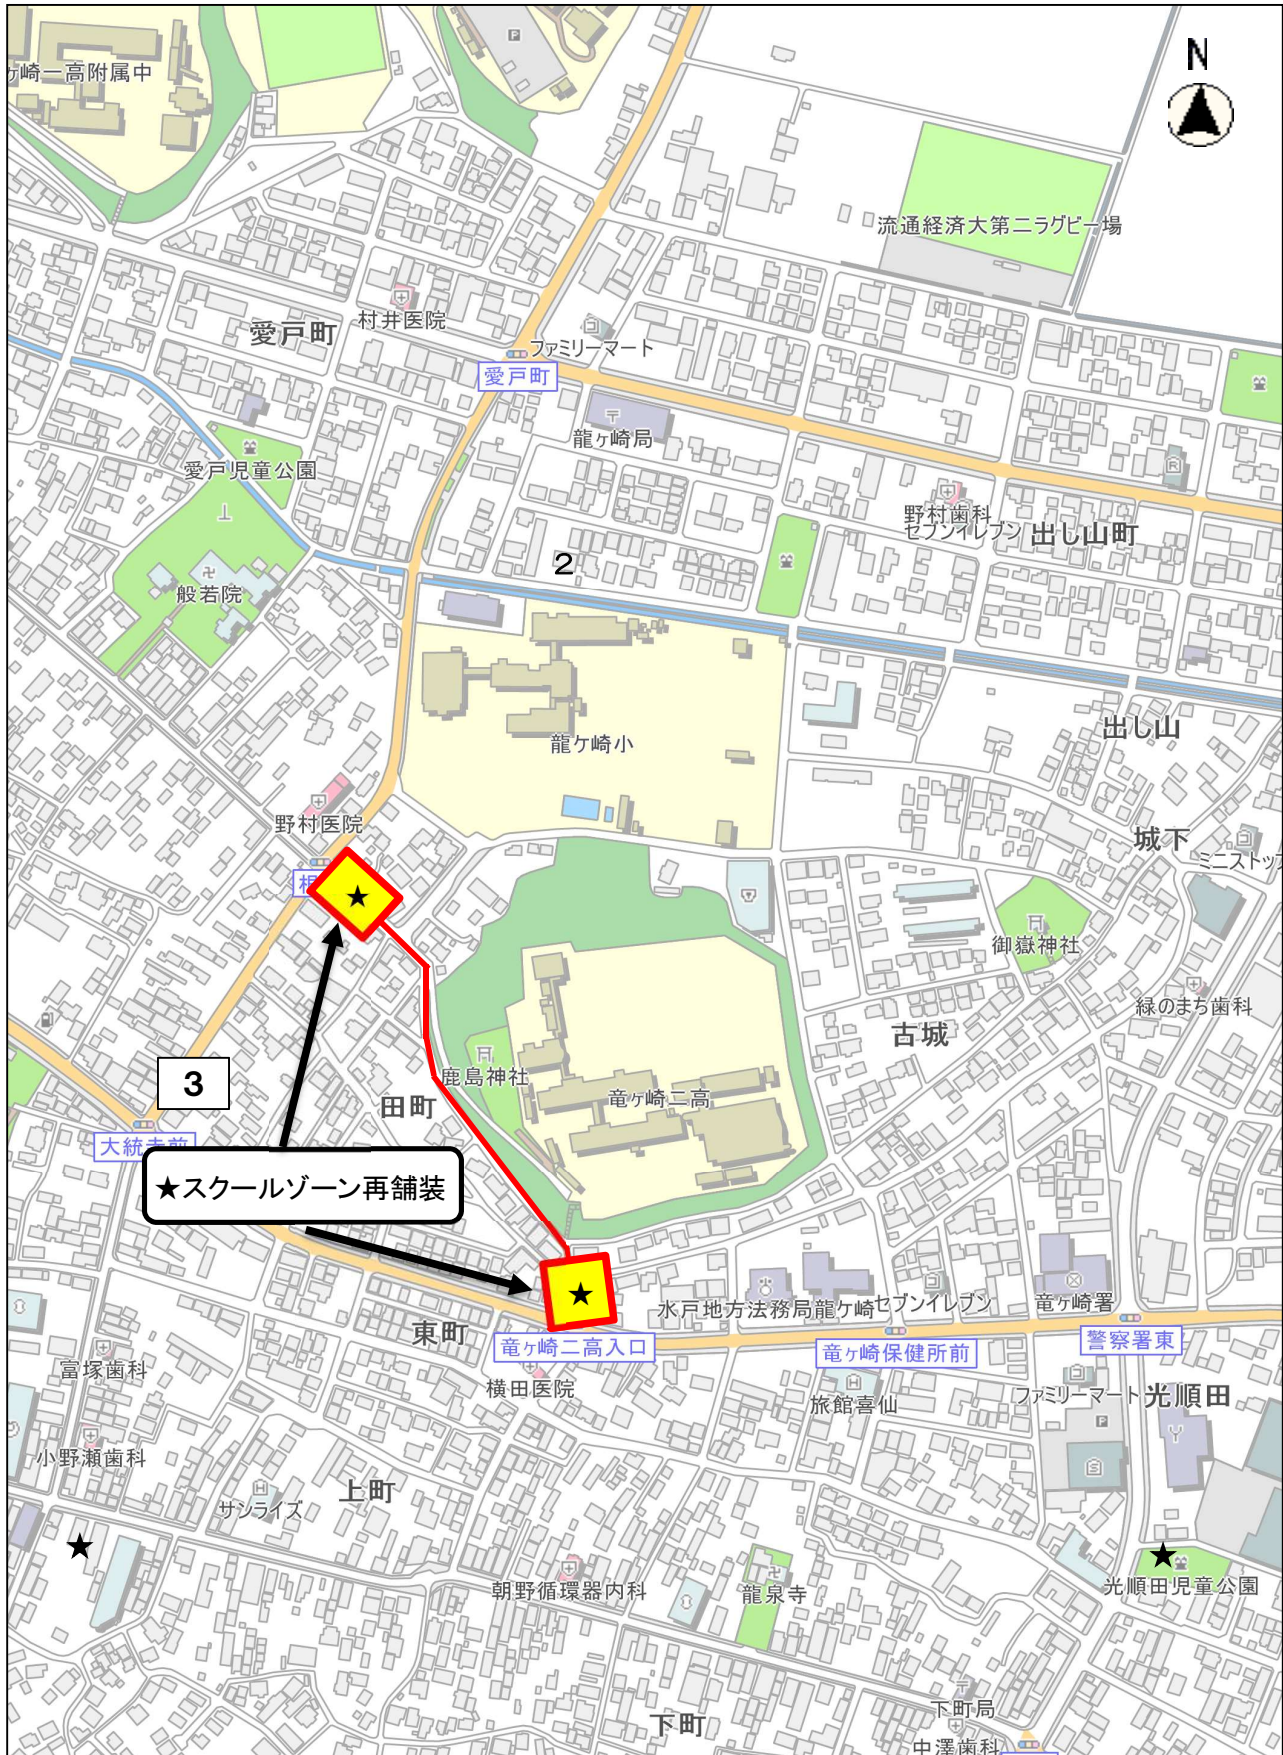 N
ヶ崎一高附属中
P
流通経済大第二ラグビー場
村井医院
愛戸町
ファミリーマート
愛戸町
龍ヶ崎局
愛戸児童公園
野村歯科
セブンイレブン
出し山町
2
般若院
龍ケ崎小
出し山
野村医院
城下
ミニストップ
根
★
御嶽神社
緑のまち歯科
古城
3
鹿島神社
竜ヶ崎二高
田町
大統寺前
★スクールゾーン再舗装
★
水戸地方法務局龍ケ崎
セブンイレブン
竜ヶ崎署
東町
竜ヶ崎二高入口
竜ヶ崎保健所前
警察署東
富塚歯科
横田医院
旅館喜仙
ファミリーマート
光順田
P
小野瀬歯科
上町
サンライズ
★
★
朝野循環器内科
龍泉寺
光順田児童公園
下町局
下町
中澤歯科